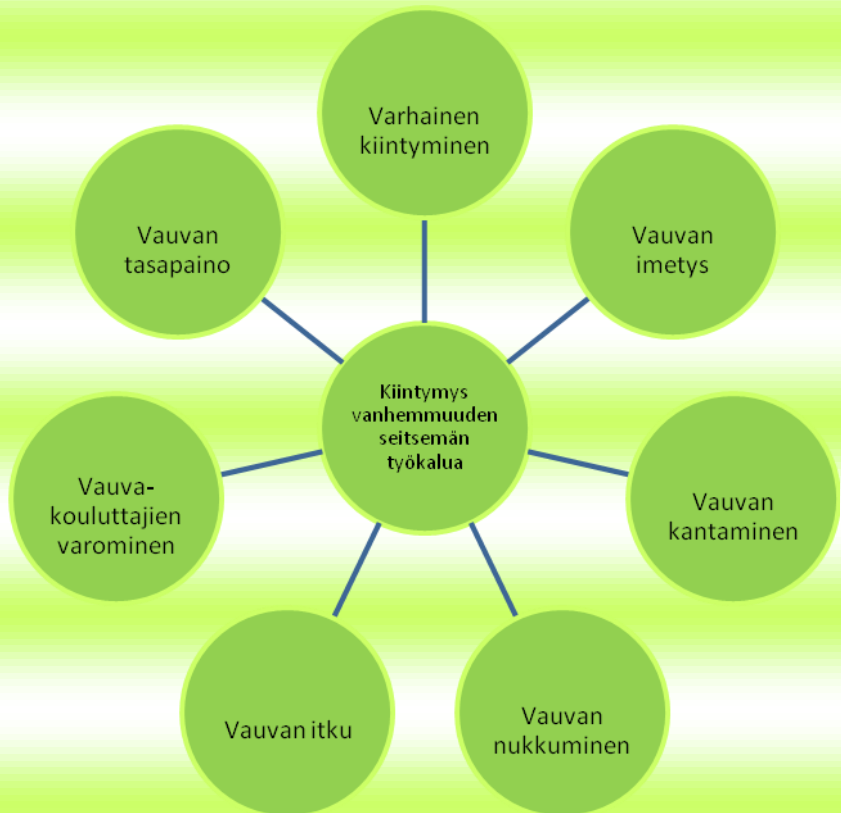 Varhainen
kiintyminen
Vauvan
imetys
Vauvan
kantaminen
Vauvan
nukkuminen
Vauvan itku
Vauva-
kouluttajien
varominen
Vauvan
tasapaino
Kiintymys
vanhemmuuden
seitsemän
työkalua